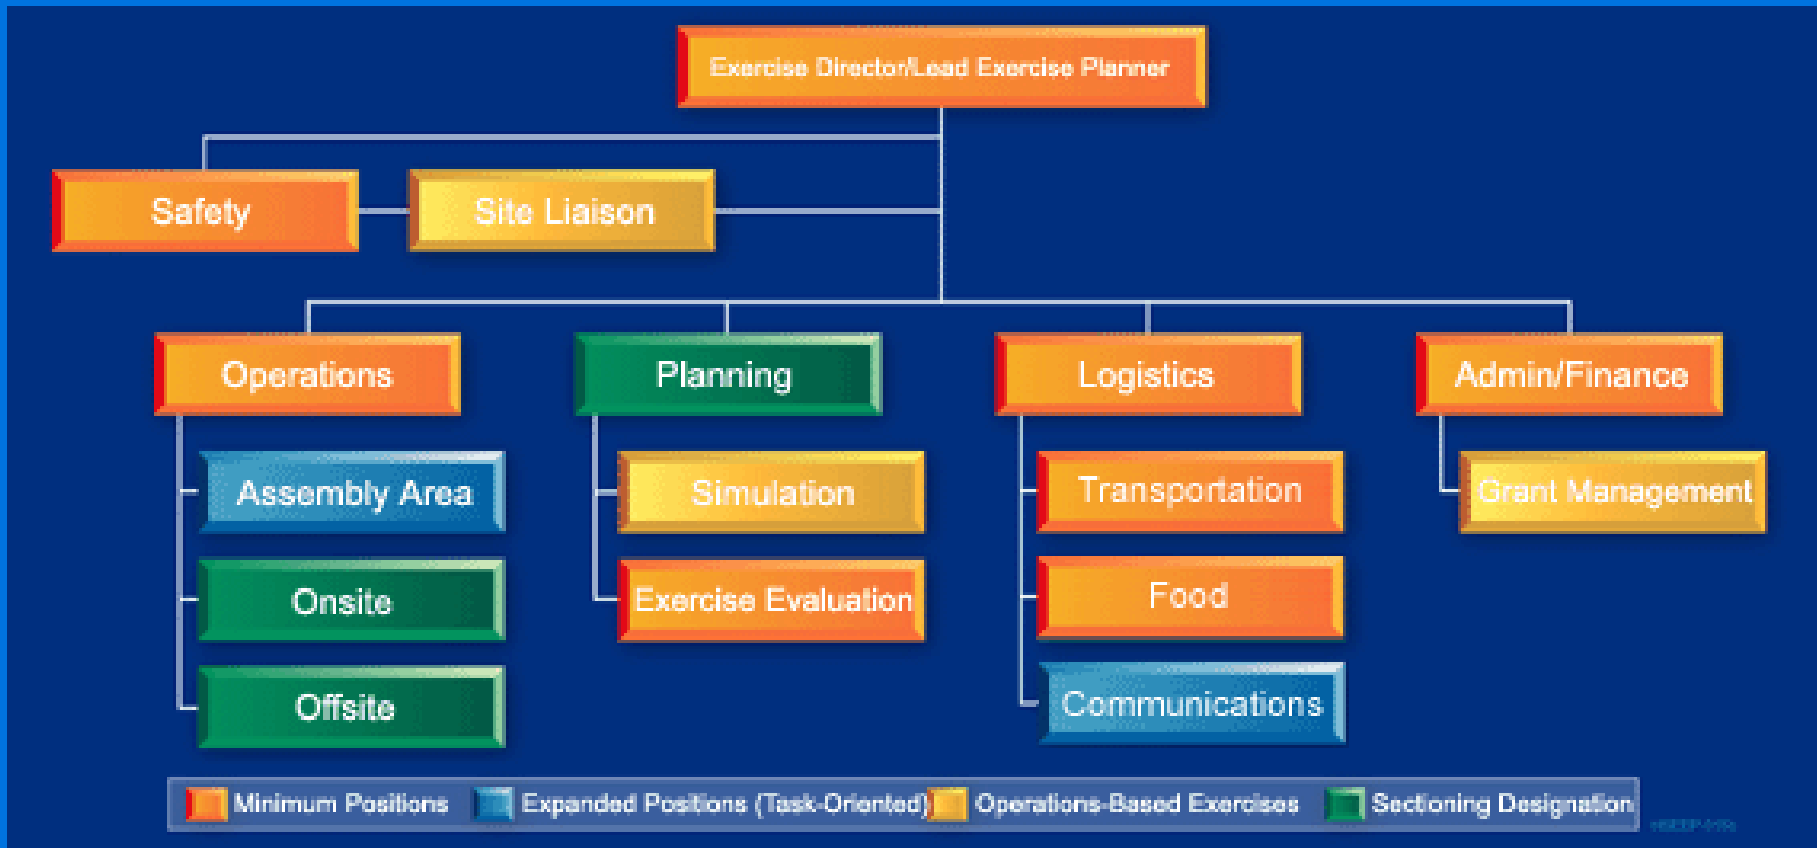 Exercise Director/Lead Exercise Planner
Safety
Site Liaison
Operations
Planning
Logistics
Admin/Finance
Assembly Area
Simulation
Transportation
Grant Management
Onsite
Exercise Evaluation
Food
Offsite
Communications
Minimum Positions
Expanded Positions (Task-Oriented)
Operations-Based Exercises
Sectioning Designation